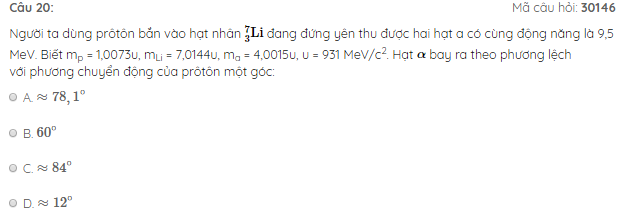 Câu 20: Mã câu hỏi: 30146
Người ta dùng prôtôn bắn vào hạt nhân ⁷₃Li đang đứng yên thu được hai hạt a có cùng động năng là 9,5
MeV. Biết mₚ = 1,0073u, mLᵢ = 7,0144u, mₐ = 4,0015u, u = 931 MeV/c². Hạt α bay ra theo phương lệch
với phương chuyển động của prôtôn một góc:
A. ≈ 78,1°
B. 60°
C. ≈ 84°
D. ≈ 12°